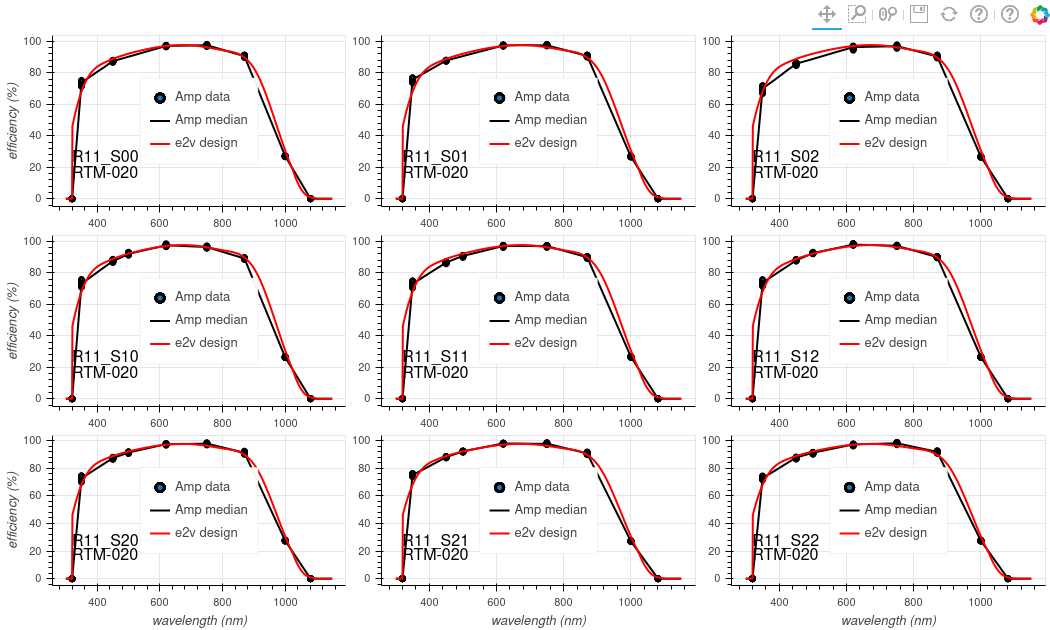 efficiency (%)
100
80
60
40
20
0
Amp data
Amp median
e2v design
R11_S00
RTM-020
400
600
800
1000
100
80
60
40
20
0
Amp data
Amp median
e2v design
R11_S01
RTM-020
400
600
800
1000
100
80
60
40
20
0
Amp data
Amp median
e2v design
R11_S02
RTM-020
400
600
800
1000
efficiency (%)
100
80
60
40
20
0
Amp data
Amp median
e2v design
R11_S10
RTM-020
400
600
800
1000
100
80
60
40
20
0
Amp data
Amp median
e2v design
R11_S11
RTM-020
400
600
800
1000
100
80
60
40
20
0
Amp data
Amp median
e2v design
R11_S12
RTM-020
400
600
800
1000
efficiency (%)
100
80
60
40
20
0
Amp data
Amp median
e2v design
R11_S20
RTM-020
400
600
800
1000
wavelength (nm)
100
80
60
40
20
0
Amp data
Amp median
e2v design
R11_S21
RTM-020
400
600
800
1000
wavelength (nm)
100
80
60
40
20
0
Amp data
Amp median
e2v design
R11_S22
RTM-020
400
600
800
1000
wavelength (nm)